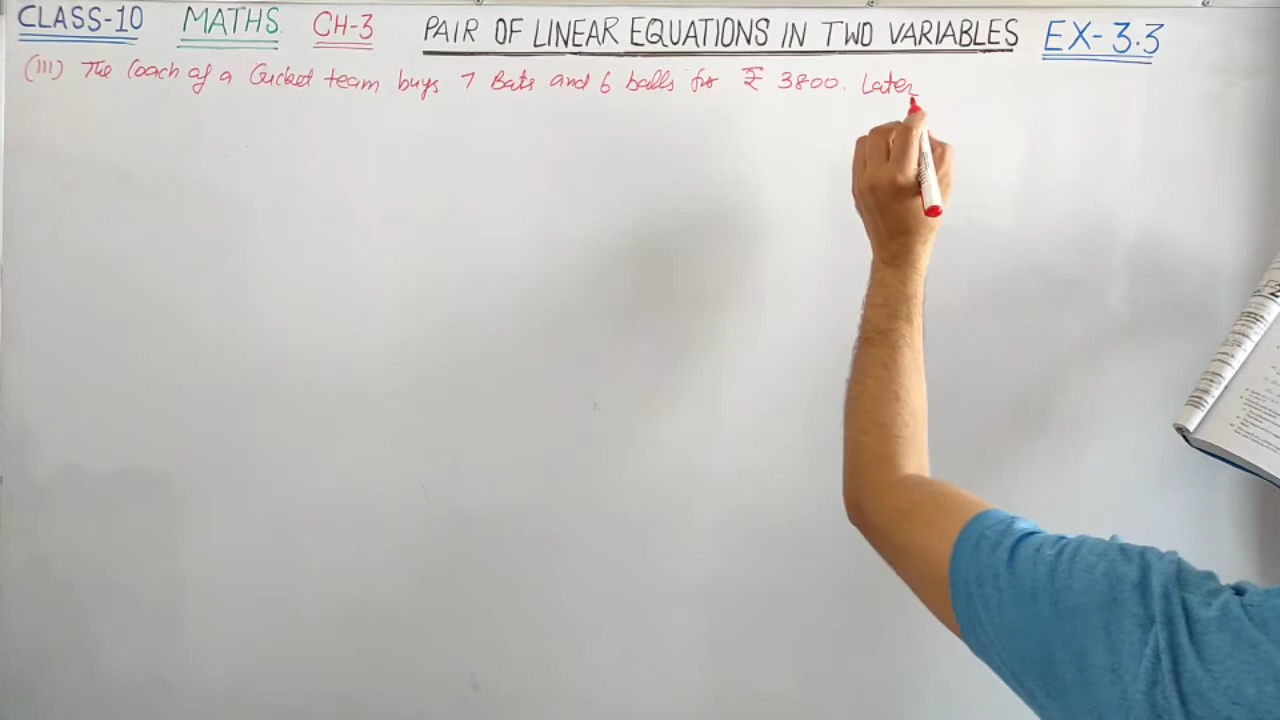 CLASS-10 MATHS. CH-3 PAIR OF LINEAR EQUATIONS IN TWO VARIABLES EX-3.3
(III) The Coach of a Cricket team buys 7 Bats and 6 balls for ₹ 3800. Later